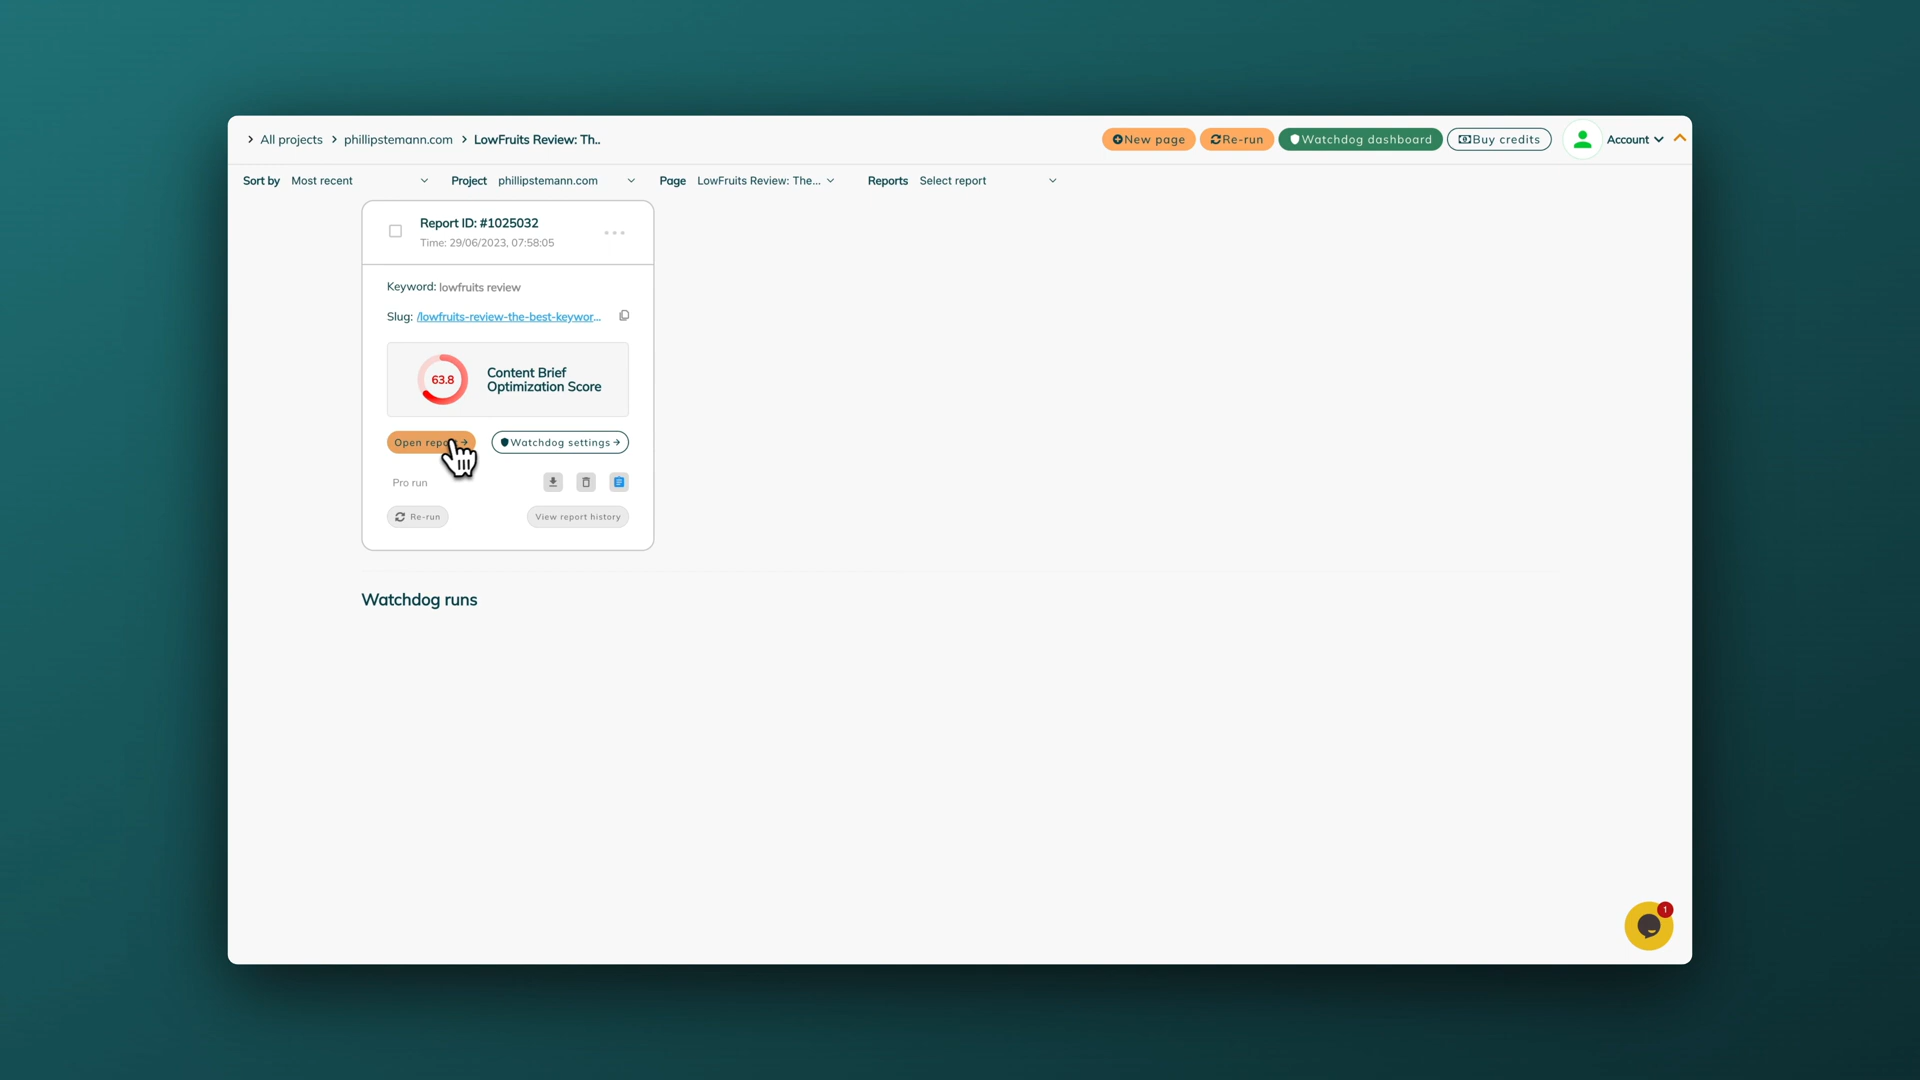 All projects > phillipstemann.com > LowFruits Review: Th..
New page
Re-run
Watchdog dashboard
Buy credits
Account
Sort by Most recent
Project phillipstemann.com
Page LowFruits Review: The...
Reports Select report
Report ID: #1025032
Time: 29/06/2023, 07:58:05
Keyword: lowfruits review
Slug: /lowfruits-review-the-best-keywor...
63.8
Content Brief
Optimization Score
Open
Watchdog settings
Pro run
Re-run
View report history
Watchdog runs
1